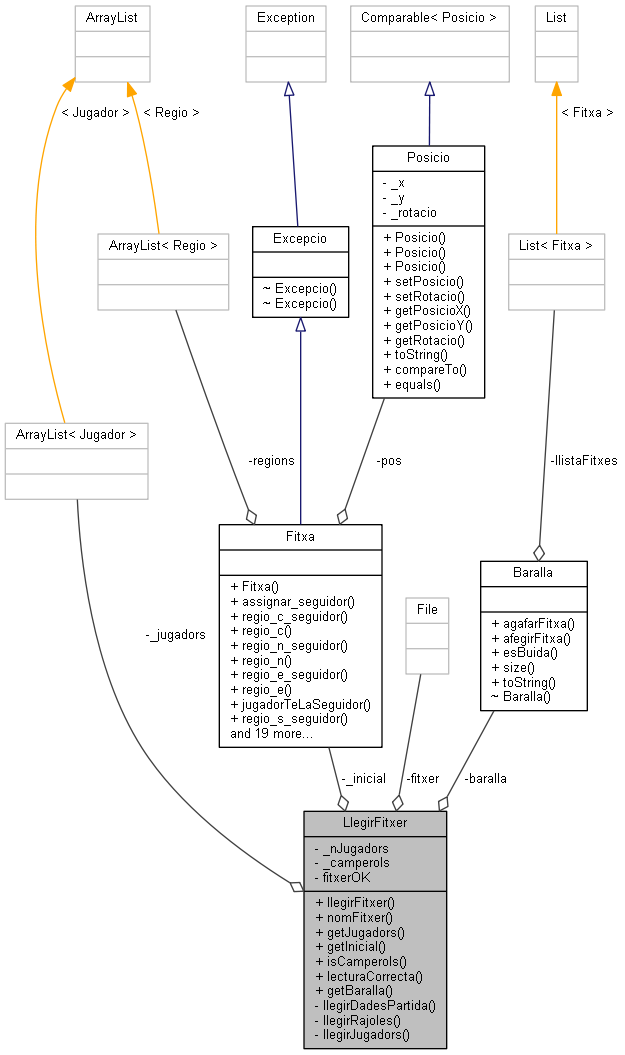 ArrayList
Exception
Comparable< Posicio >
List
< Jugador >
< Regio >
< Fitxa >
Posicio
- _x
- _y
- _rotacio
+ Posicio()
+ Posicio()
+ Posicio()
+ setPosicio()
+ setRotacio()
+ getPosicioX()
+ getPosicioY()
+ getRotacio()
+ toString()
+ compareTo()
+ equals()
ArrayList< Regio >
Excepcio
~ Excepcio()
~ Excepcio()
List< Fitxa >
ArrayList< Jugador >
-regions
-pos
-llistaFitxes
Fitxa
+ Fitxa()
+ assignar_seguidor()
+ regio_c_seguidor()
+ regio_c()
+ regio_n_seguidor()
+ regio_n()
+ regio_e_seguidor()
+ regio_e()
+ jugadorTeLaSeguidor()
+ regio_s_seguidor()
and 19 more...
File
Baralla
+ agafarFitxa()
+ afegirFitxa()
+ esBuida()
+ size()
+ toString()
~ Baralla()
-_jugadors
-_inicial
-fitxer
-baralla
LlegirFitxer
- _nJugadors
- _camperols
- fitxerOK
+ llegirFitxer()
+ nomFitxer()
+ getJugadors()
+ getInicial()
+ isCamperols()
+ lecturaCorrecta()
+ getBaralla()
- llegirDadesPartida()
- llegirRajoles()
- llegirJugadors()